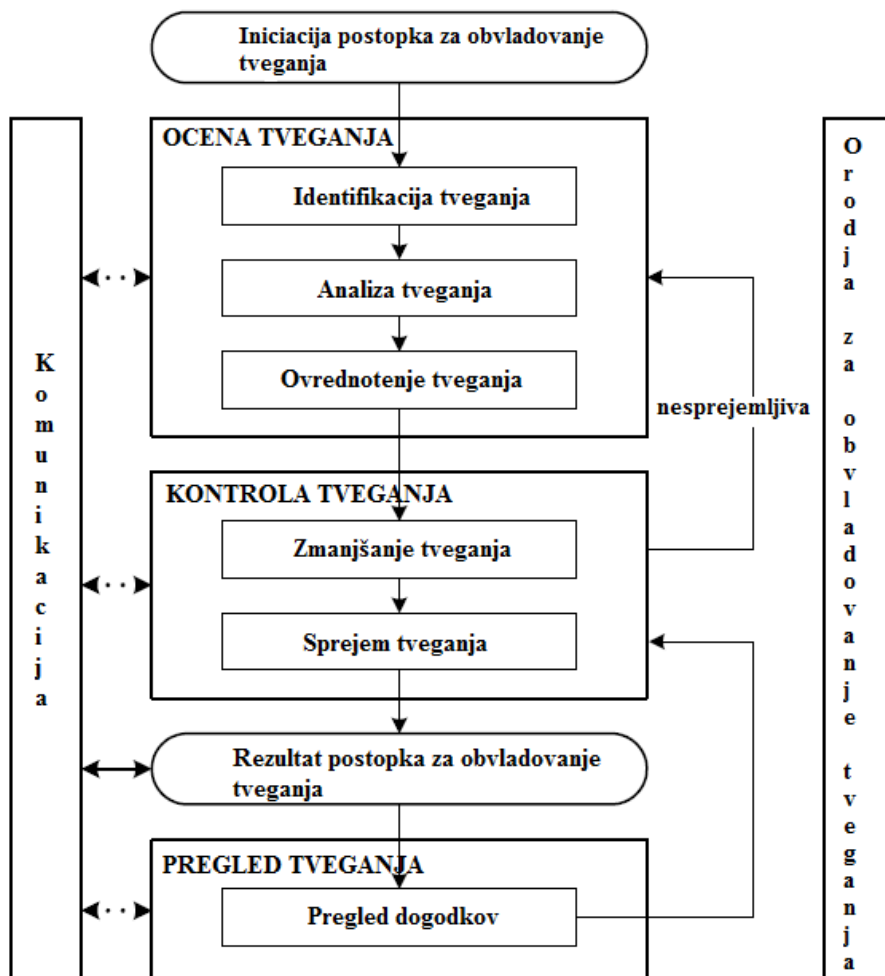 Iniciacija postopka za obvladovanje
tveganja
OCENA TVEGANJA
Identifikacija tveganja
Analiza tveganja
Ovrednotenje tveganja
nesprejemljiva
KONTROLA TVEGANJA
Zmanjšanje tveganja
Sprejem tveganja
Rezultat postopka za obvladovanje
tveganja
PREGLED TVEGANJA
Pregled dogodkov
Komunikacija
Orodja za obvladovanje tveganja